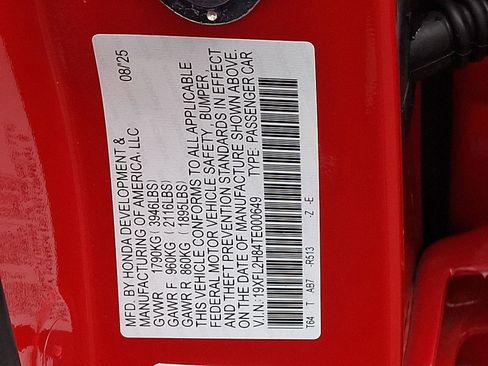 MFD. BY HONDA DEVELOPMENT & 08/25
MANUFACTURING OF AMERICA, LLC
GVWR 1790KG (3946LBS)
GAWR F 960KG (2116LBS)
GAWR R 860KG (1895LBS)
THIS VEHICLE CONFORMS TO ALL APPLICABLE
FEDERAL MOTOR VEHICLE SAFETY, BUMPER,
AND THEFT PREVENTION STANDARDS IN EFFECT
ON THE DATE OF MANUFACTURE SHOWN ABOVE.
V.I.N.:19XFL2H84TE000649 TYPE: PASSENGER CAR
T64 T AB7 -R513 -Z -E